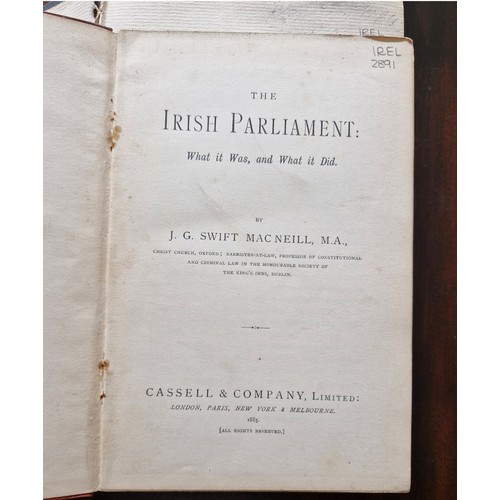 IREL
IREL
2891
THE
IRISH PARLIAMENT:
What it Was, and What it Did.
BY
J. G. SWIFT MACNEILL, M.A.,
CHRIST CHURCH, OXFORD; BARRISTER-AT-LAW, PROFESSOR OF CONSTITUTIONAL
AND CRIMINAL LAW IN THE HONOURABLE SOCIETY OF
THE KING'S INNS, DUBLIN.
CASSELL & COMPANY, LIMITED:
LONDON, PARIS, NEW YORK & MELBOURNE.
1885.
[ALL RIGHTS RESERVED.]